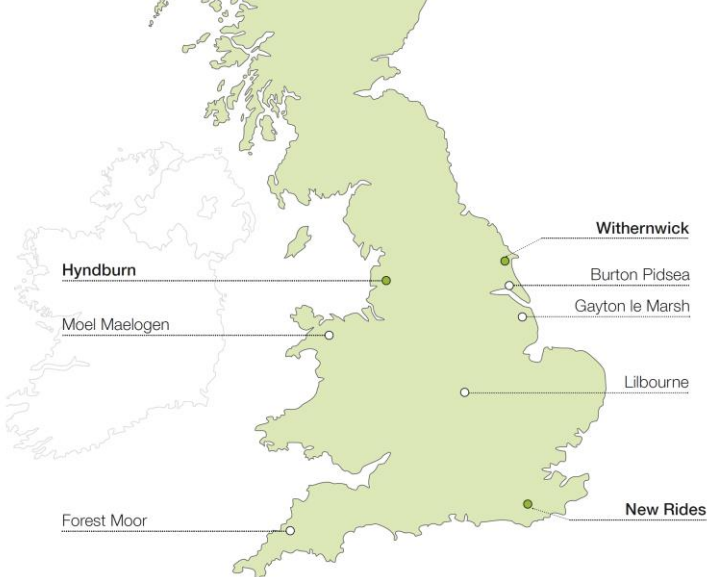 Withernwick
Hyndburn
Burton Pidsea
Gayton le Marsh
Moel Maelogen
Lilbourne
New Rides
Forest Moor